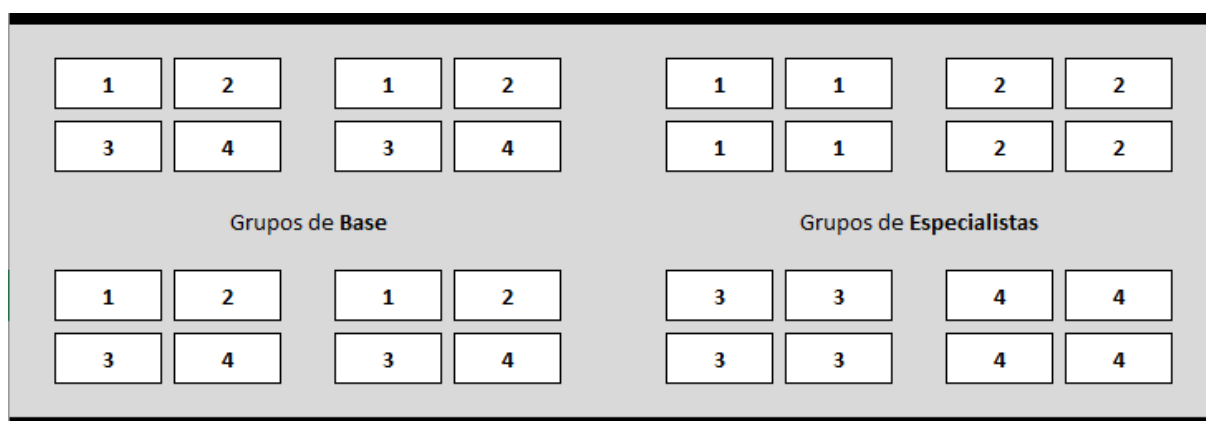 1 2 1 2 1 1 2 2
3 4 3 4 1 1 2 2
Grupos de Base Grupos de Especialistas
1 2 1 2 3 3 4 4
3 4 3 4 3 3 4 4